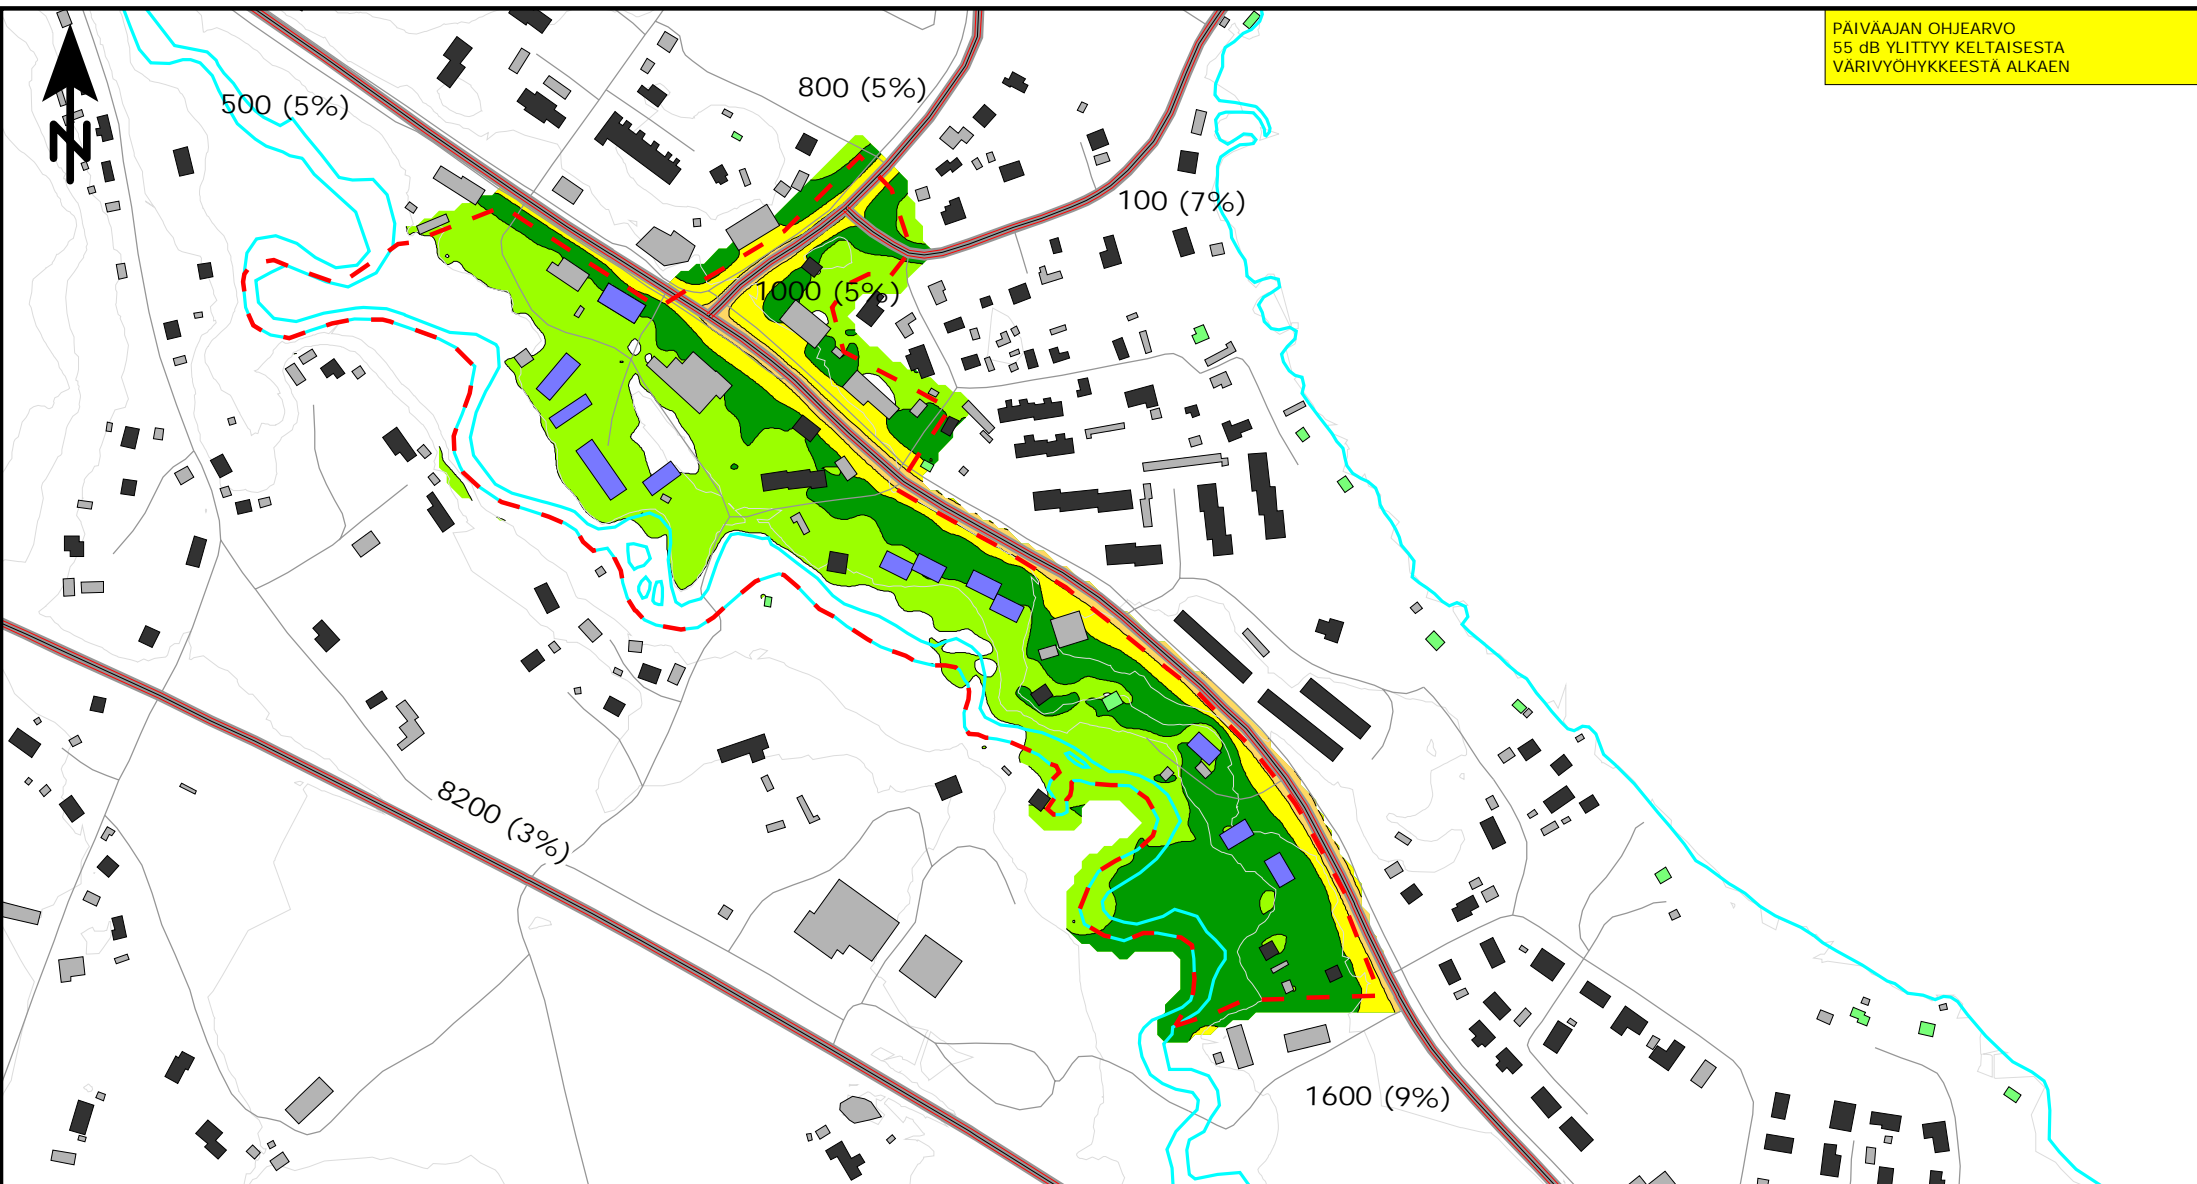 PÄIVÄAJAN OHJEARVO
55 dB YLITTYY KELTAISESTA
VÄRIVYÖHYKKEESTÄ ALKAEN
800 (5%)
500 (5%)
N
100 (7%)
1000 (5%)
8200 (3%)
1600 (9%)